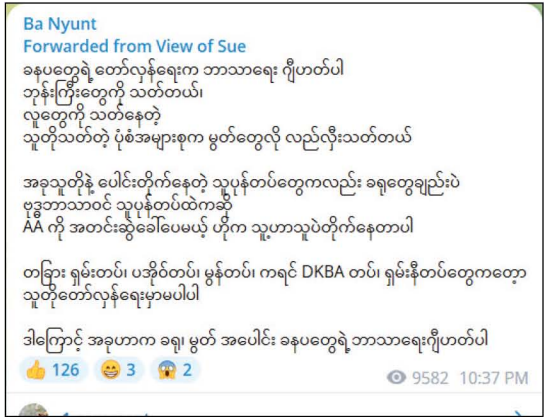 Ba Nyunt
Forwarded from View of Sue
ခနပတွေရဲ့တော်လှန်ရေးက ဘာသာရေး ဂျီဟတ်ပါ
ဘုန်းကြီးတွေကို သတ်တယ်၊
လူတွေကို သတ်နေတဲ့
သူတို့သတ်တဲ့ ပုံစံအများစုက မွတ်တွေလို လည်လှီးသတ်တယ်
အခုသူတို့နဲ့ ပေါင်းတိုက်နေတဲ့ သူပုန်တပ်တွေကလည်း ခရုတွေချည်းပဲ
ဗုဒ္ဓဘာသာဝင် သူပုန်တပ်ထဲကဆို
AA ကို အတင်းဆွဲခေါ်ပေမယ့် ဟိုက သူ့ဟာသူပဲတိုက်နေတာပါ
တခြား ရှမ်းတပ်၊ ပအိုဝ်တပ်၊ မွန်တပ်၊ ကရင် DKBA တပ်၊ ရှမ်းနီတပ်တွေကတော့
သူတို့တော်လှန်ရေးမှာမပါပါ
ဒါကြောင့် အခုဟာက ခရု၊ မွတ် အပေါင်း ခနပတွေရဲ့ဘာသာရေးဂျီဟတ်ပါ
126 3 2 9582 10:37 PM